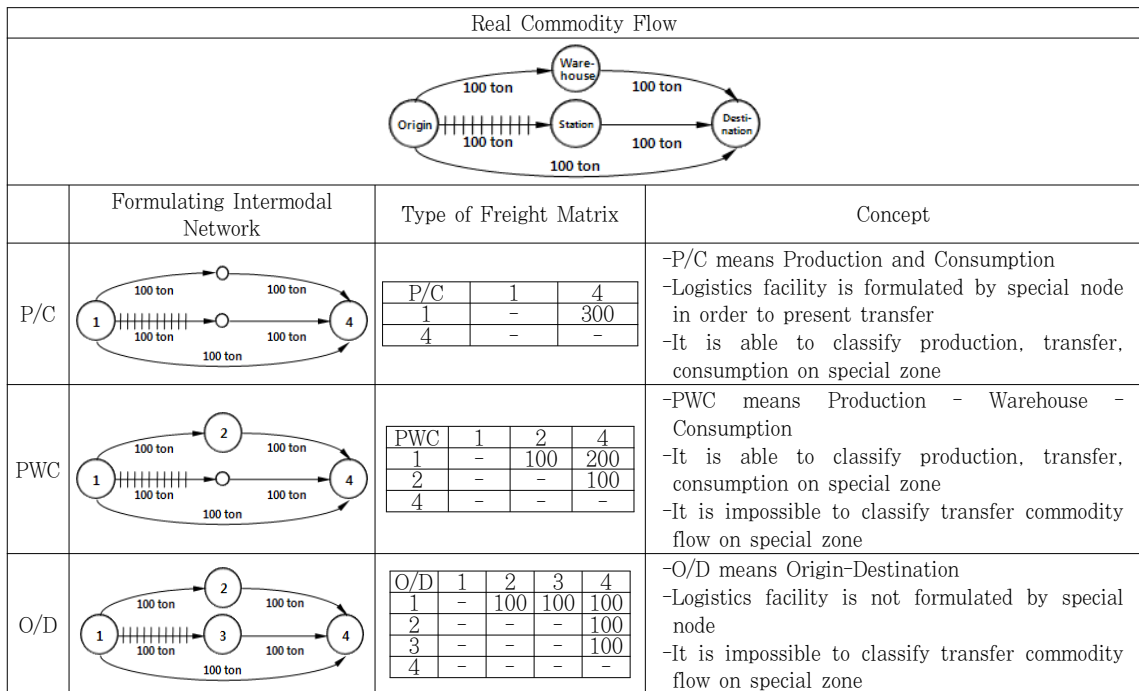 Real Commodity Flow
Ware-
house
100 ton
100 ton
Origin
Station
Desti-
nation
100 ton
100 ton
100 ton
Formulating Intermodal
Network
Type of Freight Matrix
Concept
P/C
100 ton
100 ton
1
4
100 ton
100 ton
100 ton
P/C 1 4
1 - 300
4 - -
-P/C means Production and Consumption
-Logistics facility is formulated by special node
in order to present transfer
-It is able to classify production, transfer,
consumption on special zone
PWC
2
100 ton
100 ton
1
4
100 ton
100 ton
100 ton
PWC 1 2 4
1 - 100 200
2 - - 100
4 - - -
-PWC means Production - Warehouse -
Consumption
-It is able to classify production, transfer,
consumption on special zone
-It is impossible to classify transfer commodity
flow on special zone
O/D
2
100 ton
100 ton
1
3
4
100 ton
100 ton
100 ton
O/D 1 2 3 4
1 - 100 100 100
2 - - - 100
3 - - - 100
4 - - - -
-O/D means Origin-Destination
-Logistics facility is not formulated by special
node
-It is impossible to classify transfer commodity
flow on special zone